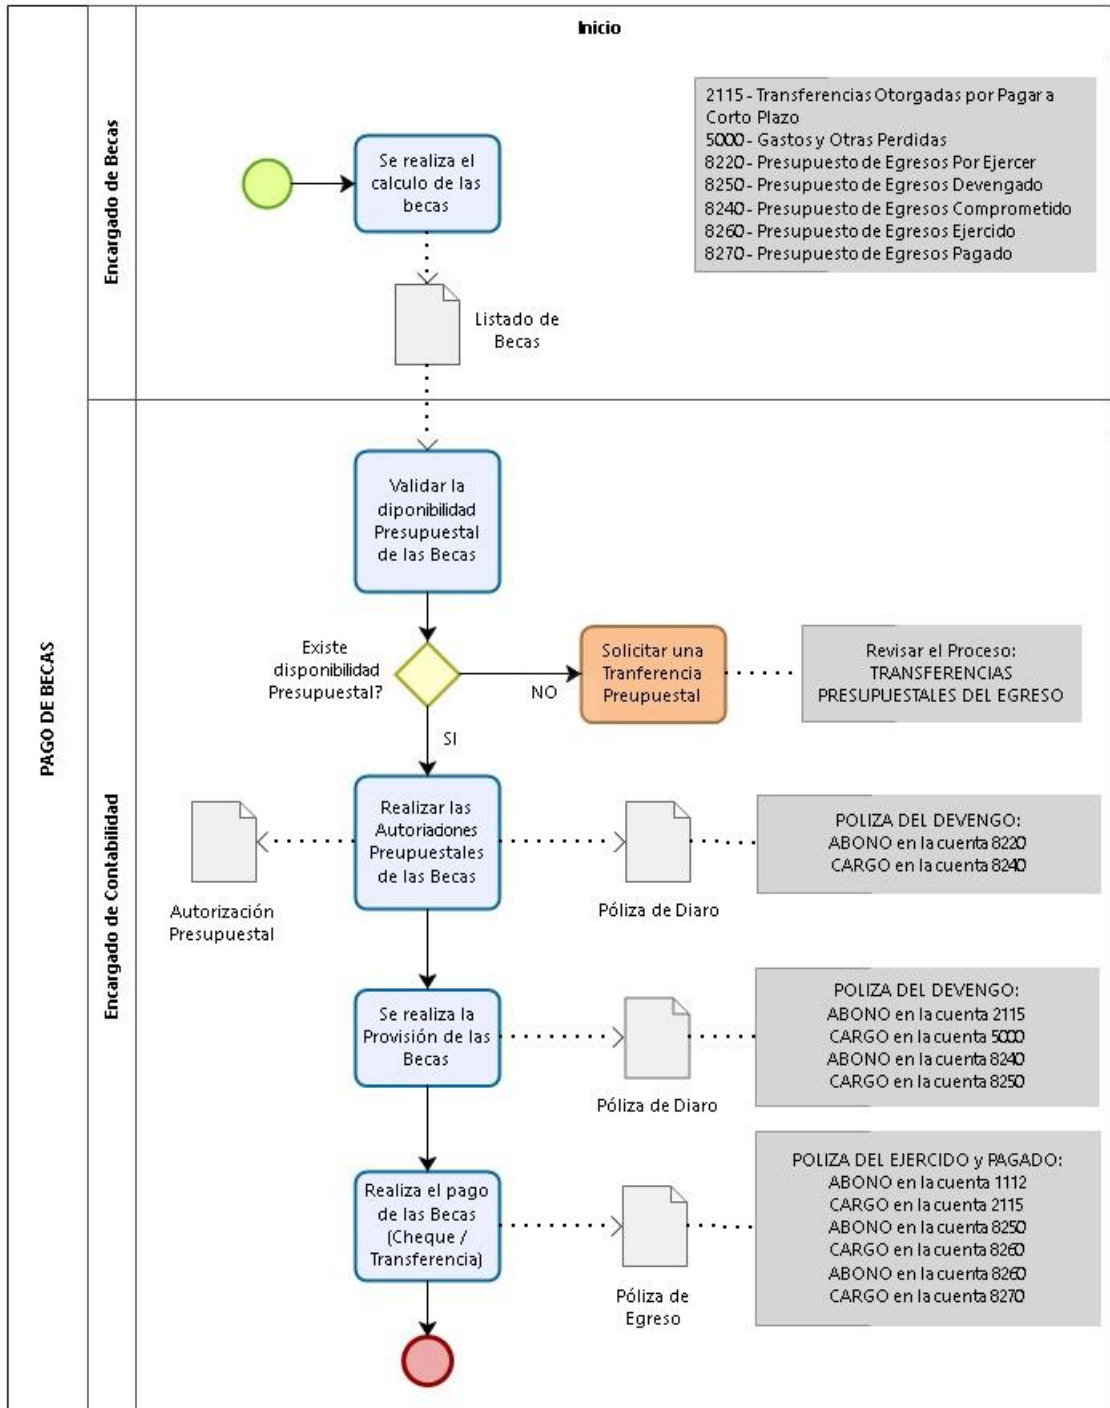 Inicio
PAGO DE BECAS
Encargado de Becas
Se realiza el
calculo de las
becas
2115 - Transferencias Otorgadas por Pagar a
Corto Plazo
5000 - Gastos y Otras Perdidas
8220 - Presupuesto de Egresos Por Ejercer
8250 - Presupuesto de Egresos Devengado
8240 - Presupuesto de Egresos Comprometido
8260 - Presupuesto de Egresos Ejercido
8270 - Presupuesto de Egresos Pagado
Listado de
Becas
Encargado de Contabilidad
Validar la
diponibilidad
Presupuestal
de las Becas
Existe
disponibilidad
Presupuestal?
NO
Solicitar una
Tranferencia
Preupuestal
Revisar el Proceso:
TRANSFERENCIAS
PRESUPUESTALES DEL EGRESO
SI
Realizar las
Autoriaciones
Preupuestales
de las Becas
Autorización
Presupuestal
Póliza de Diaro
POLIZA DEL DEVENGO:
ABONO en la cuenta 8220
CARGO en la cuenta 8240
Se realiza la
Provisión de las
Becas
Póliza de Diaro
POLIZA DEL DEVENGO:
ABONO en la cuenta 2115
CARGO en la cuenta 5000
ABONO en la cuenta 8240
CARGO en la cuenta 8250
Realiza el pago
de las Becas
(Cheque /
Transferencia)
Póliza de
Egreso
POLIZA DEL EJERCIDO y PAGADO:
ABONO en la cuenta 1112
CARGO en la cuenta 2115
ABONO en la cuenta 8250
CARGO en la cuenta 8260
ABONO en la cuenta 8260
CARGO en la cuenta 8270